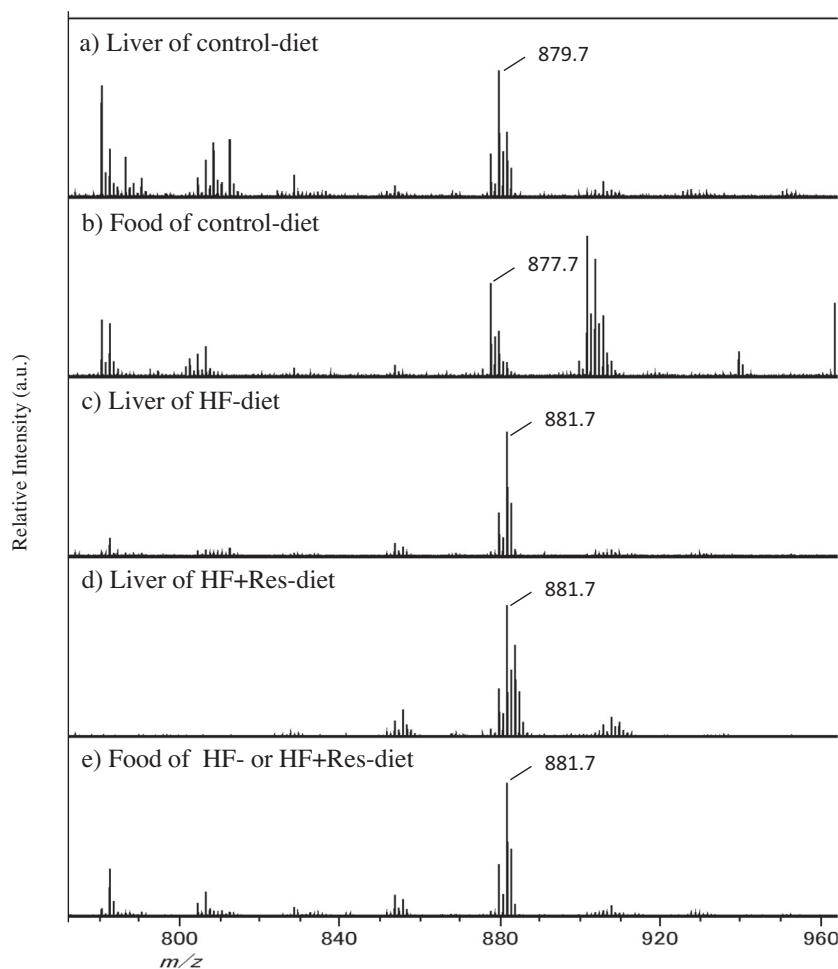 a) Liver of control-diet
879.7
b) Food of control-diet
877.7
c) Liver of HF-diet
881.7
d) Liver of HF+Res-diet
881.7
e) Food of HF- or HF+Res-diet
881.7
Relative Intensity (a.u.)
800 840 880 920 960
m/z